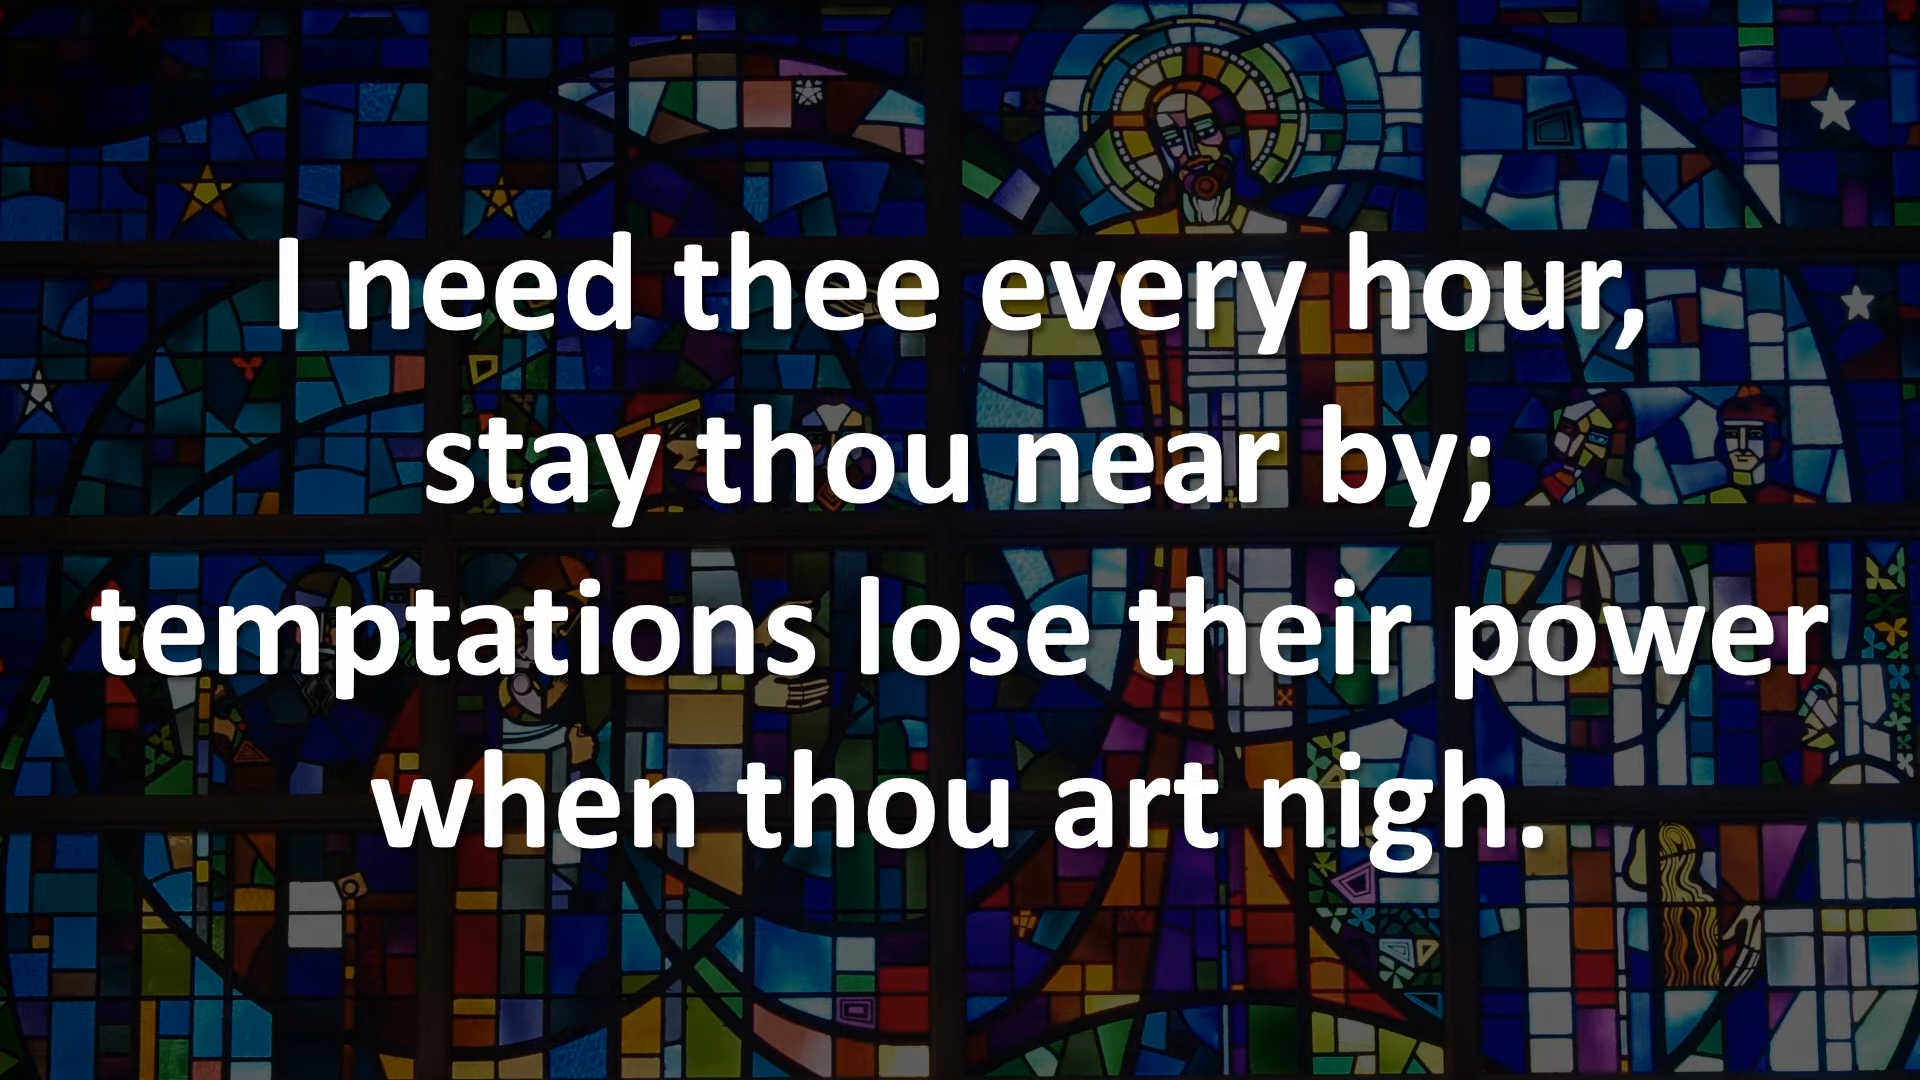 I need thee every hour,
stay thou near by;
temptations lose their power
when thou art nigh.